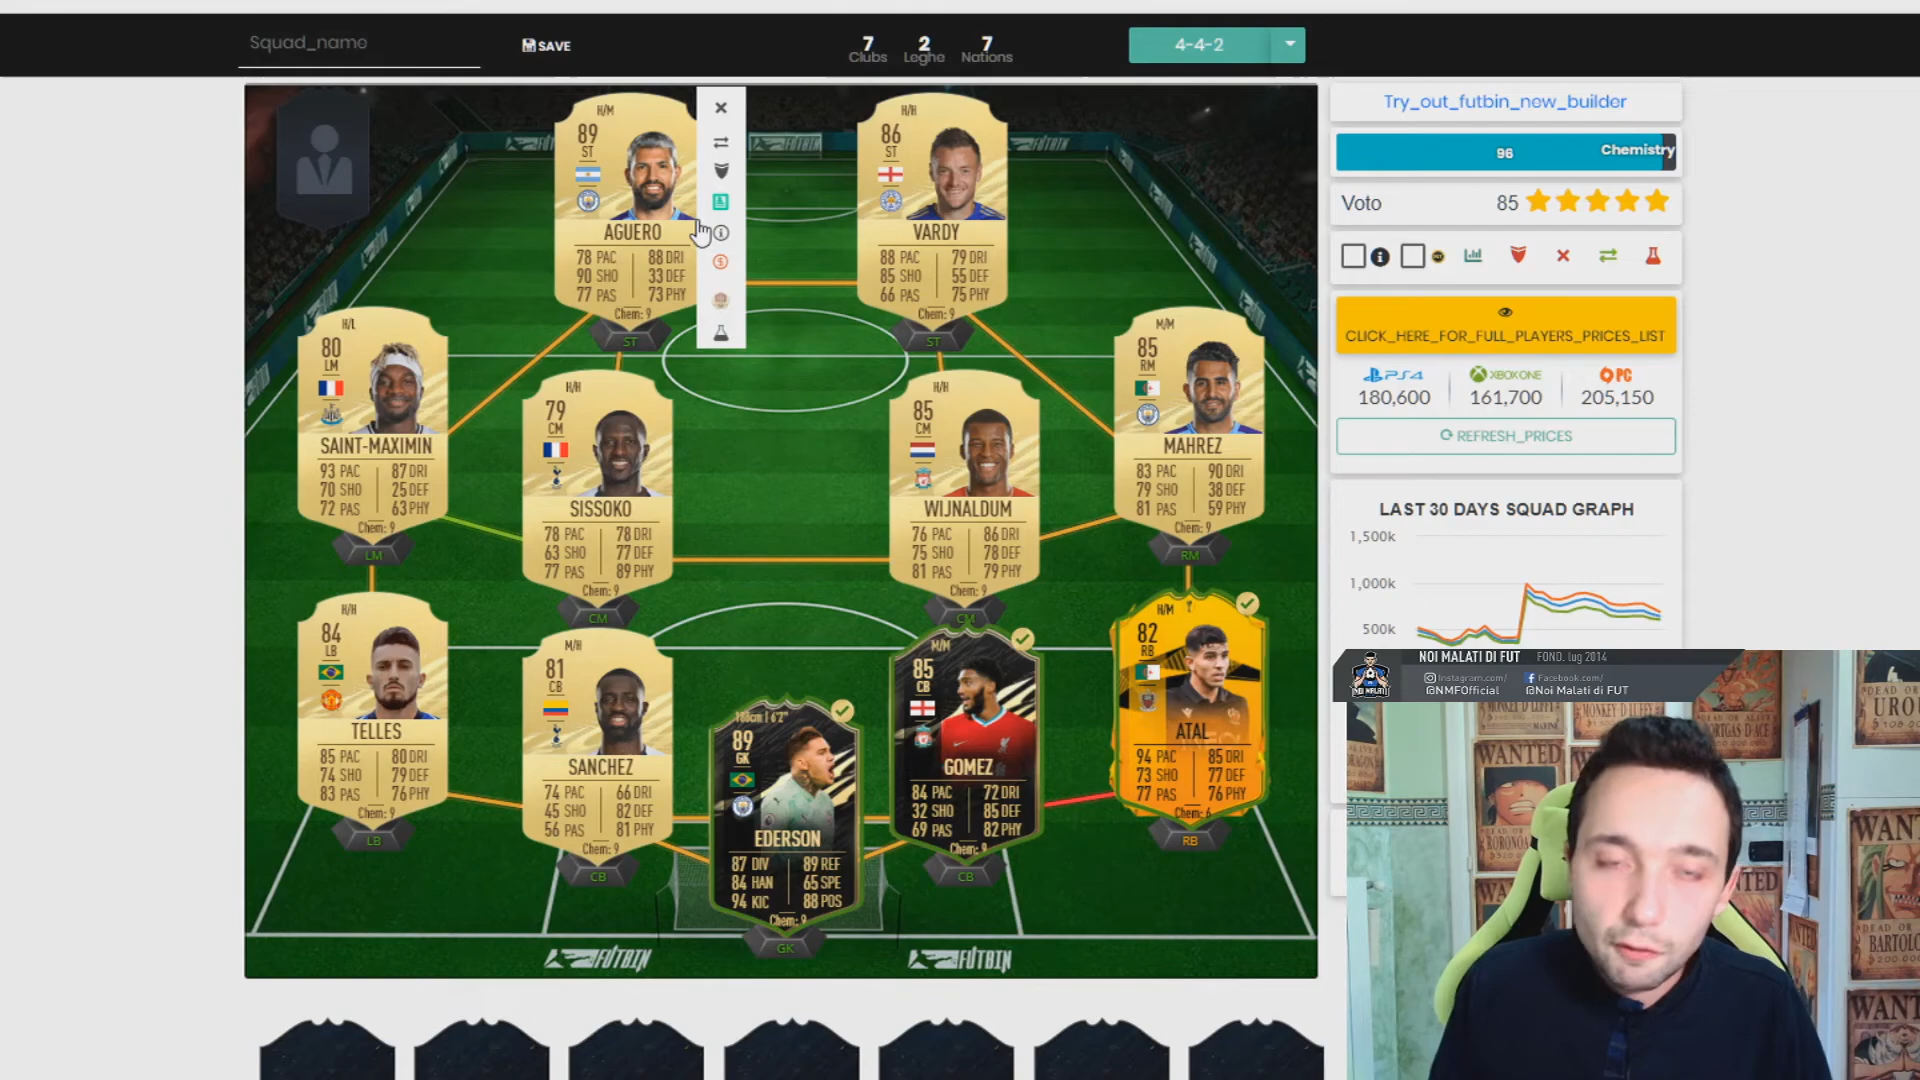 Squad_name
SAVE
7
Clubs
2
Leghe
7
Nations
4-4-2
Try_out_futbin_new_builder
96
Chemistry
Voto
85
CLICK_HERE_FOR_FULL_PLAYERS_PRICES_LIST
PS4
180,600
XBOXONE
161,700
PC
205,150
REFRESH_PRICES
LAST 30 DAYS SQUAD GRAPH
1,500k
1,000k
500k
H/M
89
ST
AGUERO
78 PAC 88 DRI
90 SHO 33 DEF
77 PAS 73 PHY
Chem: 9
ST
H/H
86
ST
VARDY
88 PAC 79 DRI
85 SHO 55 DEF
66 PAS 75 PHY
Chem: 9
ST
H/L
80
LM
SAINT-MAXIMIN
93 PAC 87 DRI
70 SHO 25 DEF
72 PAS 63 PHY
Chem: 9
LM
H/H
79
CM
SISSOKO
78 PAC 78 DRI
63 SHO 77 DEF
77 PAS 89 PHY
Chem: 9
CM
H/H
85
CM
WIJNALDUM
76 PAC 86 DRI
75 SHO 78 DEF
81 PAS 79 PHY
Chem: 9
CM
M/M
85
RM
MAHREZ
83 PAC 90 DRI
79 SHO 38 DEF
81 PAS 59 PHY
Chem: 9
RM
H/H
84
LB
TELLES
85 PAC 80 DRI
74 SHO 79 DEF
83 PAS 76 PHY
Chem: 9
LB
M/H
81
CB
SANCHEZ
74 PAC 66 DRI
45 SHO 82 DEF
56 PAS 81 PHY
Chem: 9
CB
188cm | 6'2"
89
GK
EDERSON
87 DIV 89 REF
84 HAN 65 SPE
94 KIC 88 POS
Chem: 9
GK
M/M
85
CB
GOMEZ
84 PAC 72 DRI
32 SHO 85 DEF
69 PAS 82 PHY
Chem: 9
CB
H/M
82
RB
ATAL
94 PAC 85 DRI
73 SHO 77 DEF
77 PAS 76 PHY
Chem: 6
RB
FUTBIN
FUTBIN
NOI MALATI DI FUT FOND. lug 2014
Instagram.com/
@NMFOfficial
Facebook.com/
@Noi Malati di FUT
WANTED
WANTED